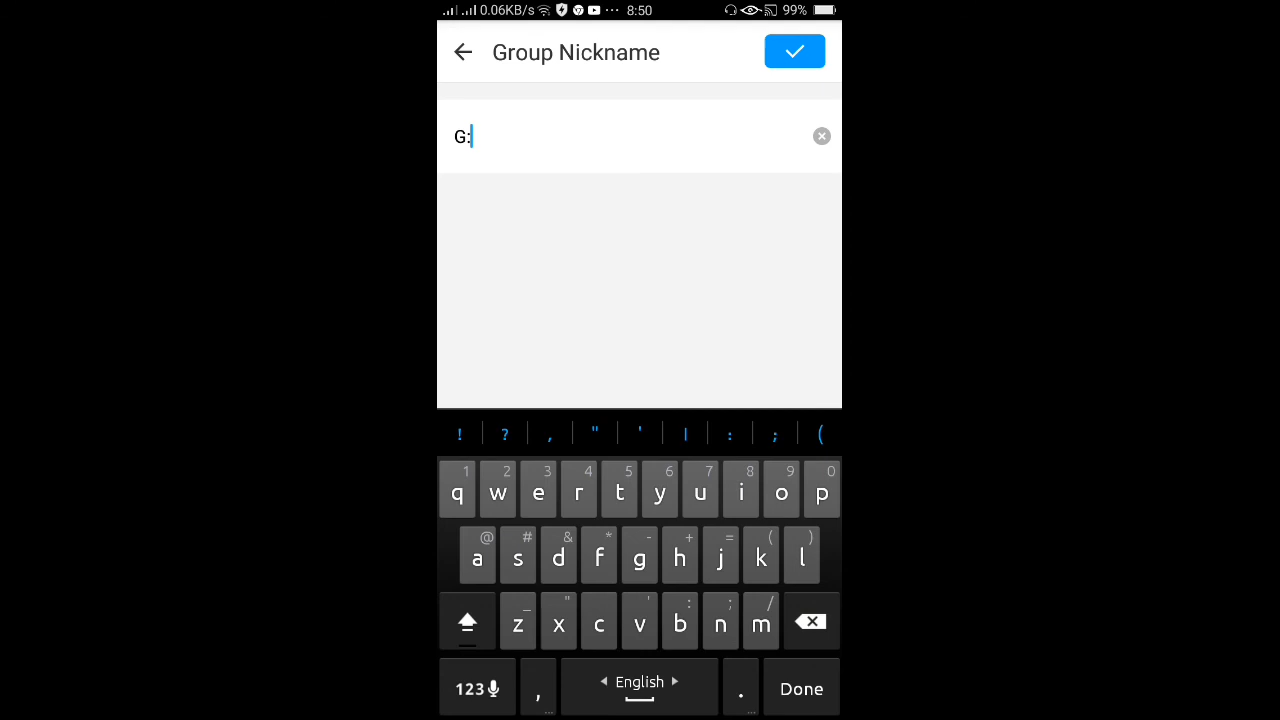 0.06KB/s ··· 8:50 99%
Group Nickname
G:
! ? , " ' | : ; (
1 2 3 4 5 6 7 8 9 0
q w e r t y u i o p
@ # & * - + = ( )
a s d f g h j k l
_ " ' : ; /
z x c v b n m
123 , English . Done